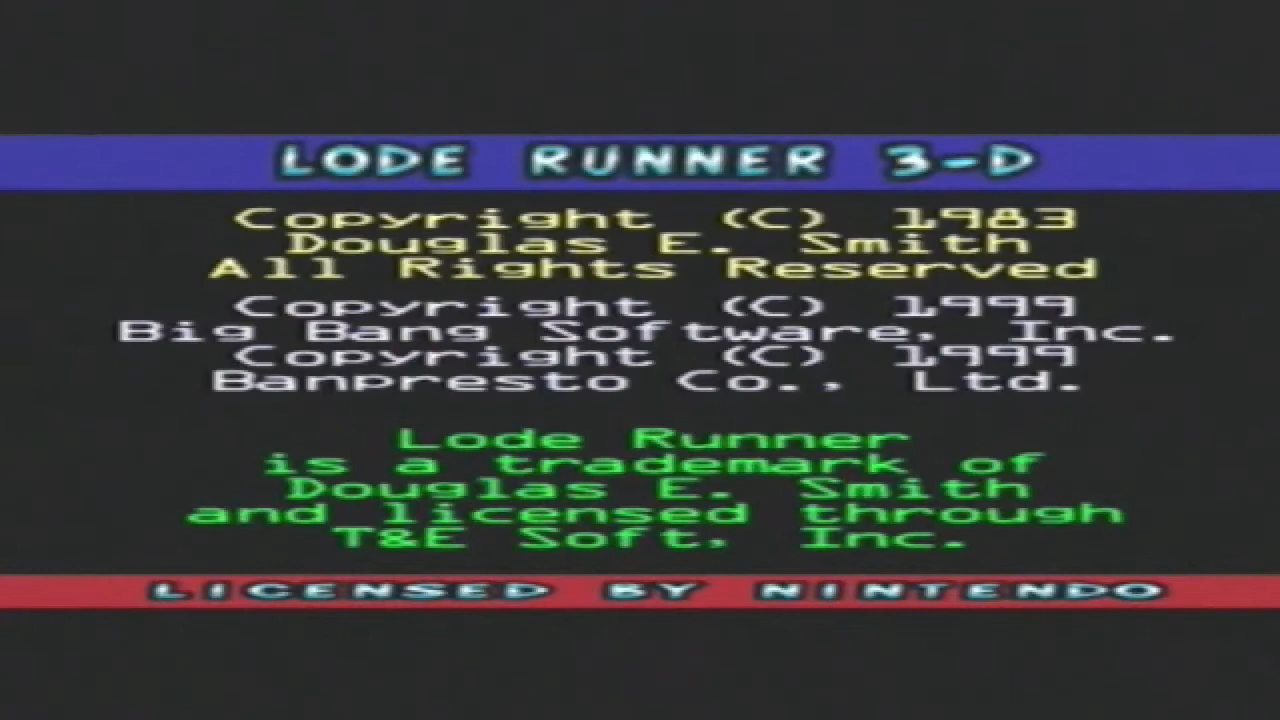 LODE RUNNER 3-D
Copyright (C) 1983
Douglas E. Smith
All Rights Reserved
Copyright (C) 1999
Big Bang Software, Inc.
Copyright (C) 1999
Banpresto Co., Ltd.
Lode Runner
is a trademark of
Douglas E. Smith
and licensed through
T&E Soft, Inc.
LICENSED BY NINTENDO